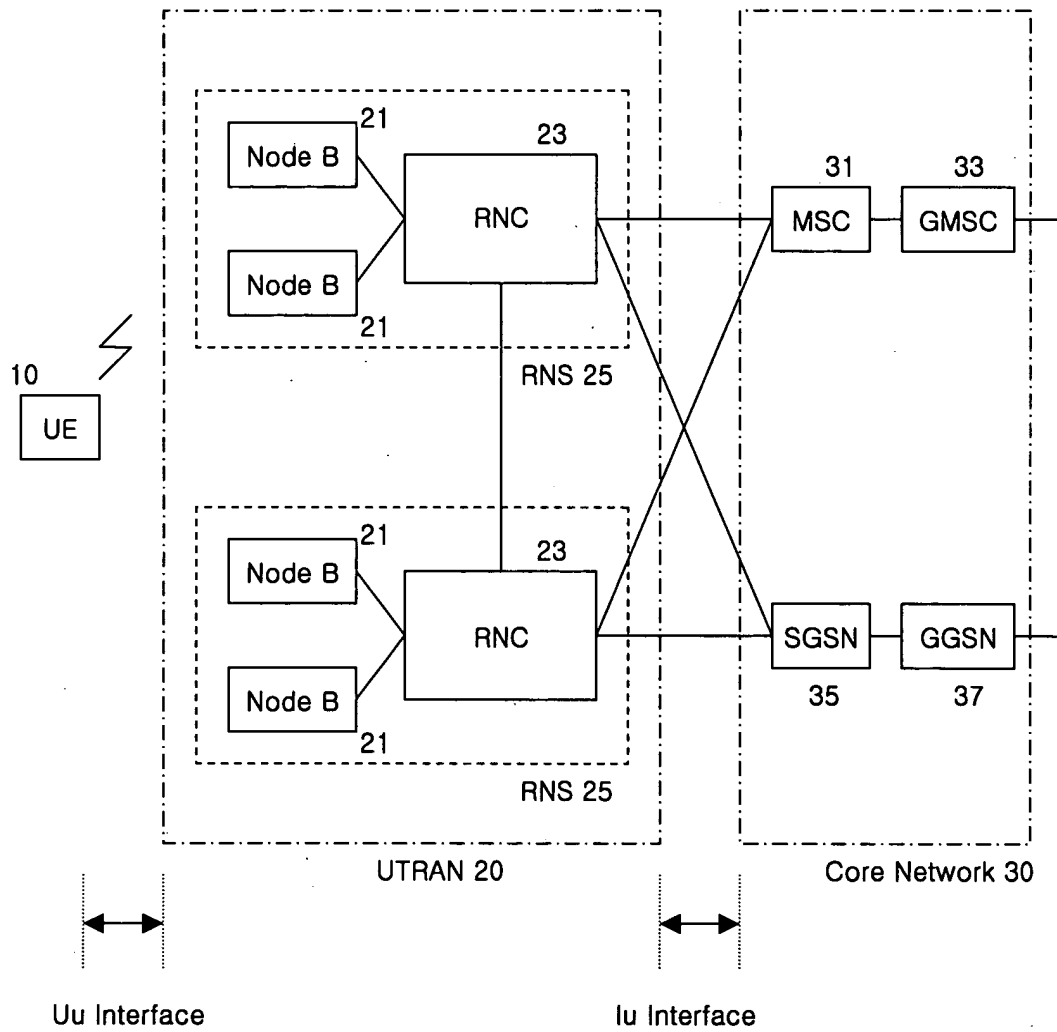 21
Node B
23
RNC
Node B
21
RNS 25
31
MSC
33
GMSC
10
UE
21
Node B
23
RNC
Node B
21
RNS 25
SGSN
35
GGSN
37
UTRAN 20
Core Network 30
Uu Interface
Iu Interface